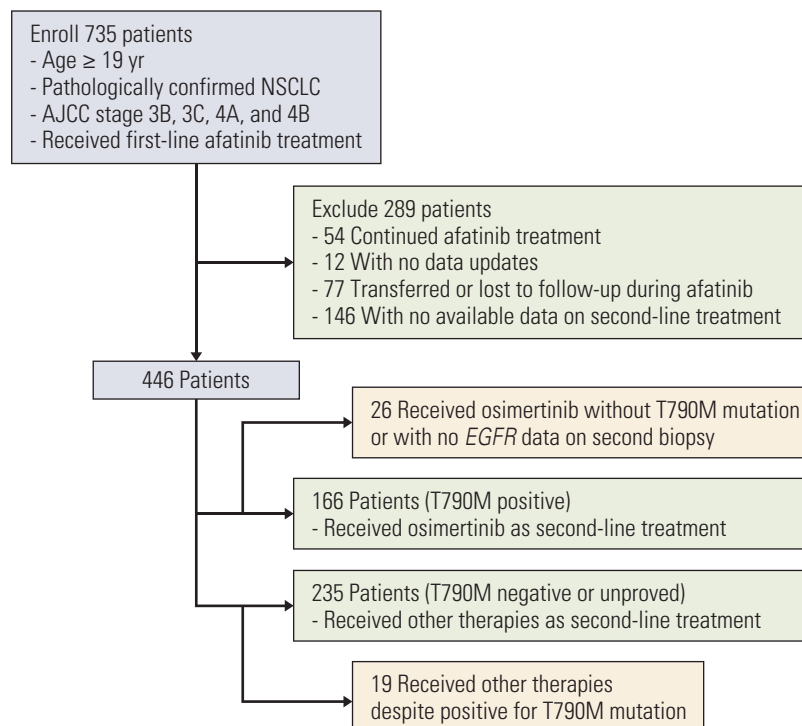 Enroll 735 patients
- Age ≥ 19 yr
- Pathologically confirmed NSCLC
- AJCC stage 3B, 3C, 4A, and 4B
- Received first-line afatinib treatment
Exclude 289 patients
- 54 Continued afatinib treatment
- 12 With no data updates
- 77 Transferred or lost to follow-up during afatinib
- 146 With no available data on second-line treatment
446 Patients
26 Received osimertinib without T790M mutation
or with no EGFR data on second biopsy
166 Patients (T790M positive)
- Received osimertinib as second-line treatment
235 Patients (T790M negative or unproved)
- Received other therapies as second-line treatment
19 Received other therapies
despite positive for T790M mutation